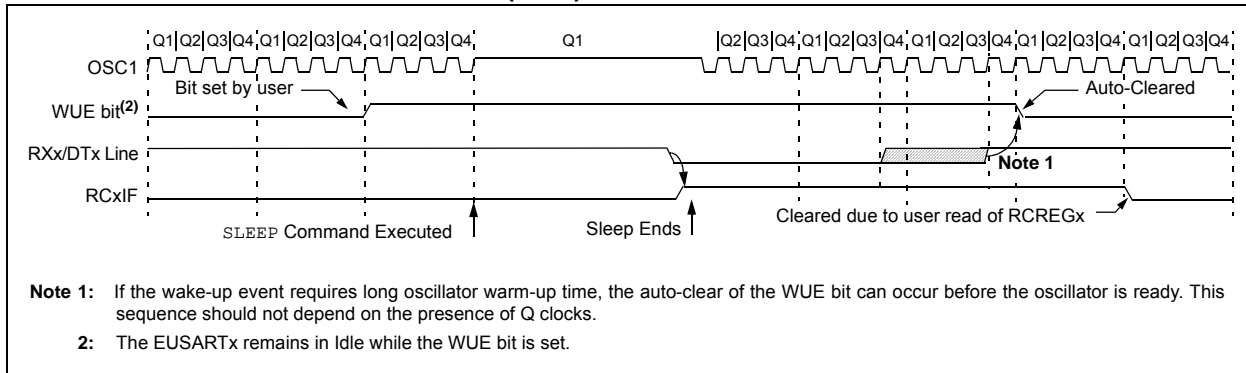 Q1 Q2 Q3 Q4 Q1 Q2 Q3 Q4 Q1 Q2 Q3 Q4 Q1 Q2 Q3 Q4 Q1 Q2 Q3 Q4 Q1 Q2 Q3 Q4 Q1 Q2 Q3 Q4
OSC1
Bit set by user
Auto-Cleared
WUE bit(2)
RXx/DTx Line
Note 1
RCxIF
Cleared due to user read of RCREGx
SLEEP Command Executed
Sleep Ends
Note 1: If the wake-up event requires long oscillator warm-up time, the auto-clear of the WUE bit can occur before the oscillator is ready. This
sequence should not depend on the presence of Q clocks.
2: The EUSARTx remains in Idle while the WUE bit is set.